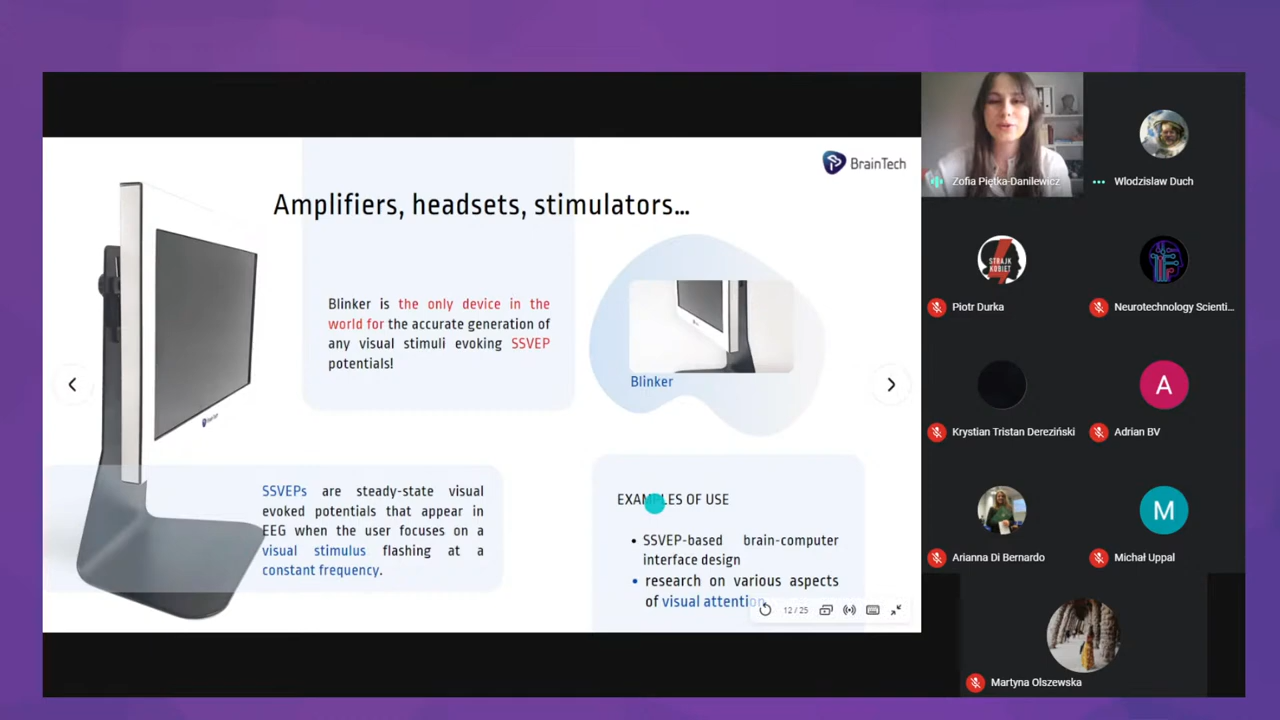 BrainTech
Amplifiers, headsets, stimulators...
Blinker is the only device in the
world for the accurate generation of
any visual stimuli evoking SSVEP
potentials!
Blinker
SSVEPs are steady-state visual
evoked potentials that appear in
EEG when the user focuses on a
visual stimulus flashing at a
constant frequency.
EXAMPLES OF USE
• SSVEP-based brain-computer
interface design
• research on various aspects
of visual attention
12 / 25
Zofia Piętka-Danilewicz
Wlodzislaw Duch
STRAJK
KOBIET
Piotr Durka
Neurotechnology Scienti...
Krystian Tristan Dereziński
A
Adrian BV
Arianna Di Bernardo
M
Michał Uppal
Martyna Olszewska